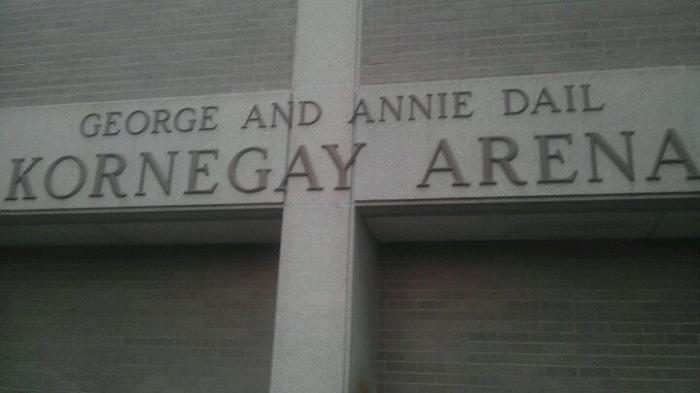 GEORGE AND ANNIE DAIL
KORNEGAY ARENA